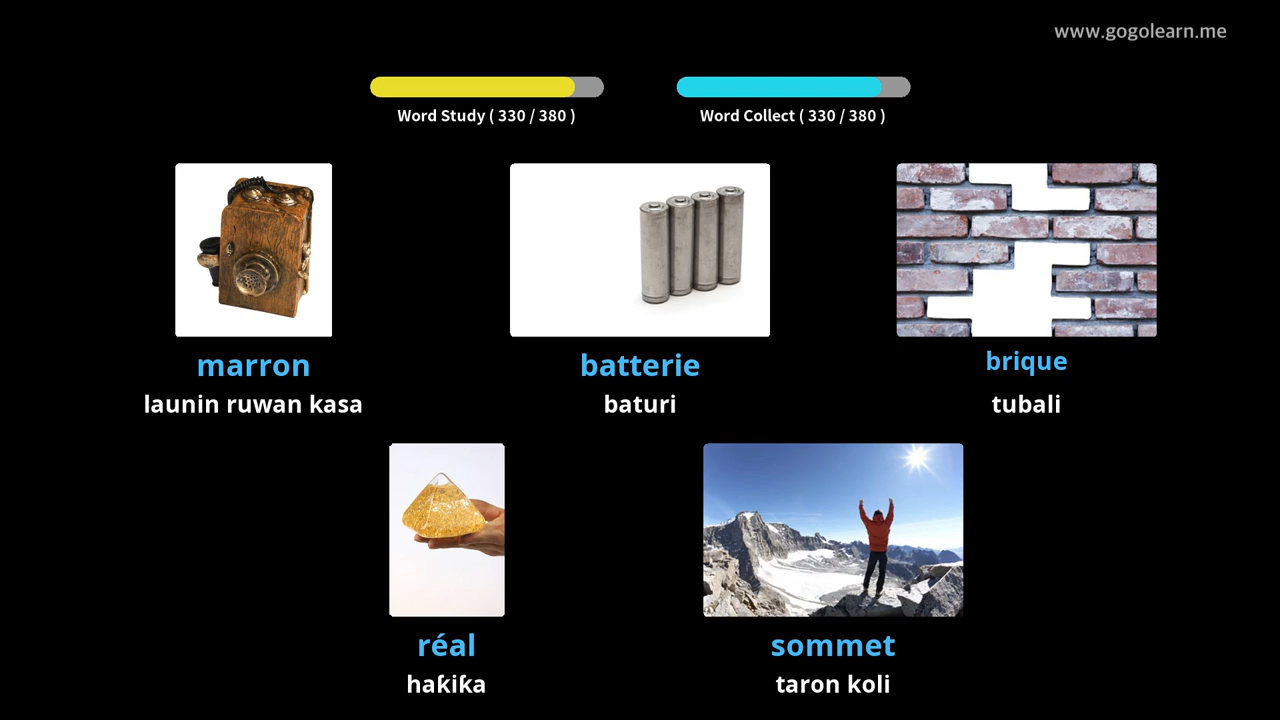 www.gogolearn.me
Word Study ( 330 / 380 )
Word Collect ( 330 / 380 )
marron
launin ruwan kasa
batterie
baturi
brique
tubali
réal
haƙiƙa
sommet
taron koli